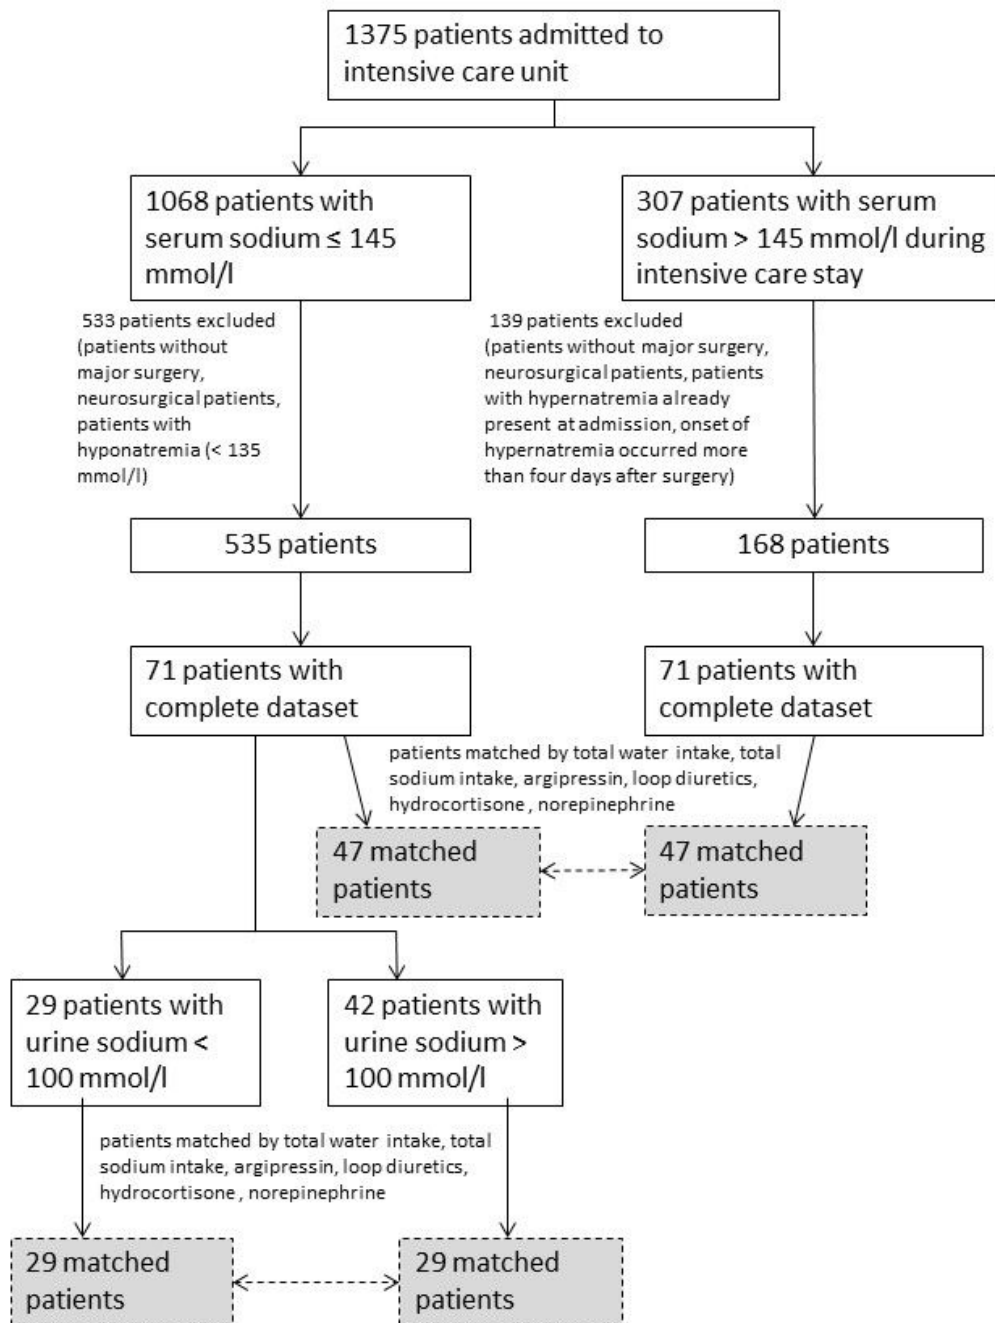 1375 patients admitted to
intensive care unit
1068 patients with
serum sodium ≤ 145
mmol/l
307 patients with serum
sodium > 145 mmol/l during
intensive care stay
533 patients excluded
(patients without
major surgery,
neurosurgical patients,
patients with
hyponatremia (< 135
mmol/l)
139 patients excluded
(patients without major surgery,
neurosurgical patients, patients
with hypernatremia already
present at admission, onset of
hypernatremia occurred more
than four days after surgery)
535 patients
168 patients
71 patients with
complete dataset
71 patients with
complete dataset
patients matched by total water intake, total
sodium intake, argipressin, loop diuretics,
hydrocortisone , norepinephrine
47 matched
patients
47 matched
patients
29 patients with
urine sodium <
100 mmol/l
42 patients with
urine sodium >
100 mmol/l
patients matched by total water intake, total
sodium intake, argipressin, loop diuretics,
hydrocortisone , norepinephrine
29 matched
patients
29 matched
patients